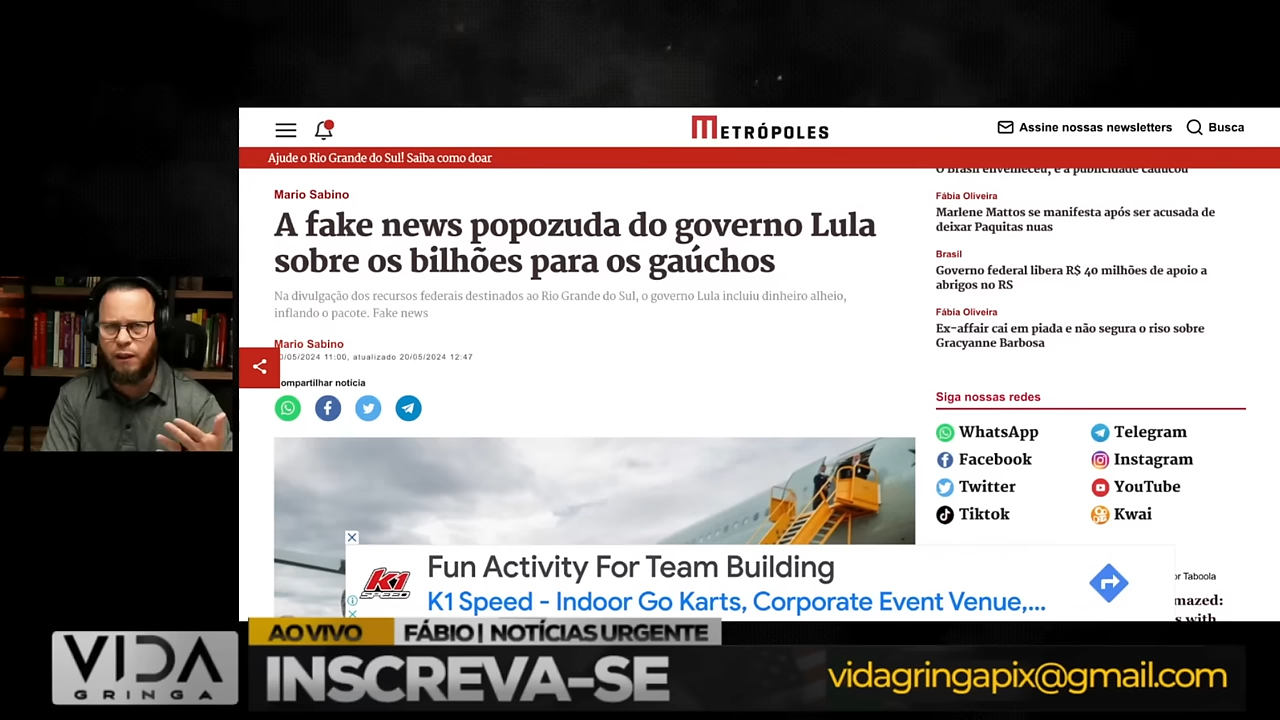 METRÓPOLES
Assine nossas newsletters
Busca
Ajude o Rio Grande do Sul! Saiba como doar
Mario Sabino
A fake news popozuda do governo Lula
sobre os bilhões para os gaúchos
Na divulgação dos recursos federais destinados ao Rio Grande do Sul, o governo Lula incluiu dinheiro alheio,
inflando o pacote. Fake news
Mario Sabino
0/05/2024 11:00, atualizado 20/05/2024 12:47
ompartilhar notícia
O Brasil envelheceu, e a publicidade caducou
Fábia Oliveira
Marlene Mattos se manifesta após ser acusada de
deixar Paquitas nuas
Brasil
Governo federal libera R$ 40 milhões de apoio a
abrigos no RS
Fábia Oliveira
Ex-affair cai em piada e não segura o riso sobre
Gracyanne Barbosa
Siga nossas redes
WhatsApp
Telegram
Facebook
Instagram
Twitter
YouTube
Tiktok
Kwai
or Taboola
mazed:
s with
K1 SPEED
Fun Activity For Team Building
K1 Speed - Indoor Go Karts, Corporate Event Venue,...
VIDA
GRINGA
AO VIVO
FÁBIO | NOTÍCIAS URGENTE
INSCREVA-SE
vidagringapix@gmail.com